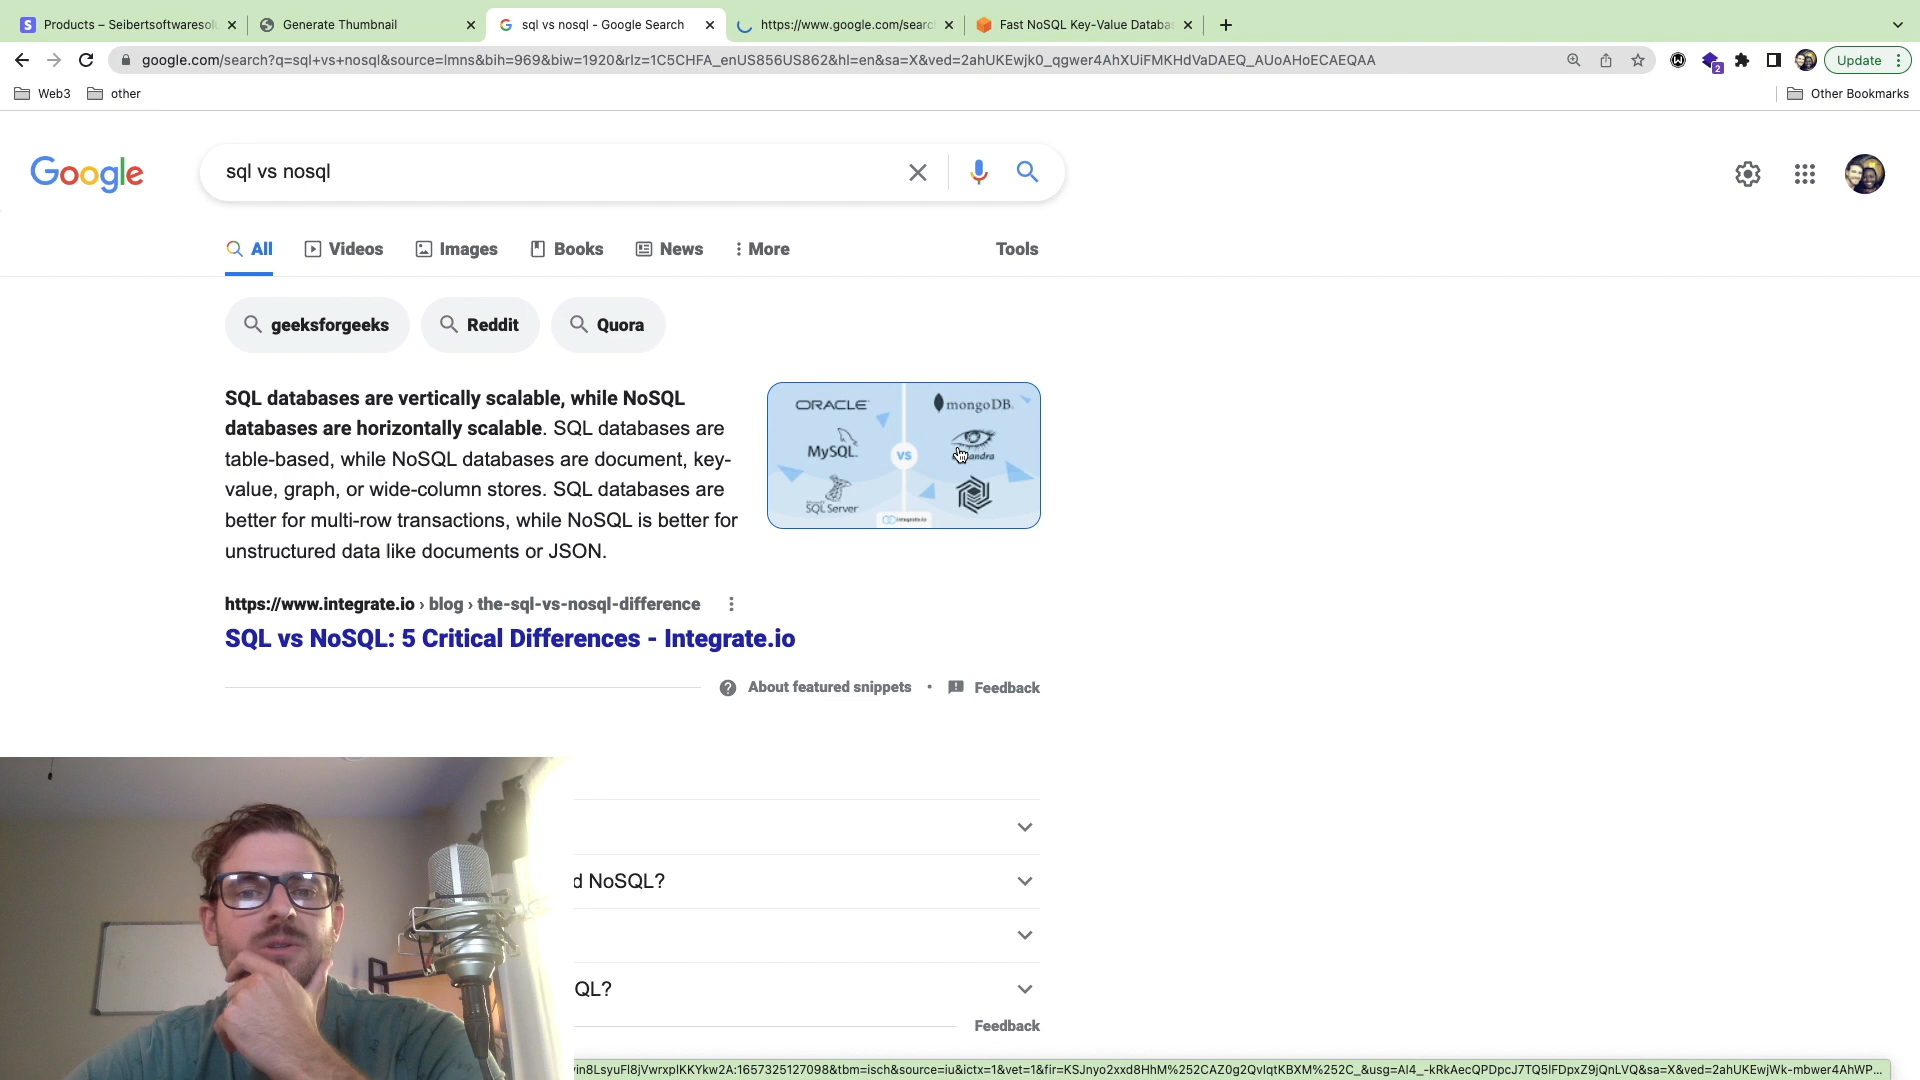 Products – Seibertsoftwaresolu
Generate Thumbnail
sql vs nosql - Google Search
https://www.google.com/searc
Fast NoSQL Key-Value Databas
google.com/search?q=sql+vs+nosql&source=lmns&bih=969&biw=1920&rlz=1C5CHFA_enUS856US862&hl=en&sa=X&ved=2ahUKEwjk0_qgwer4AhXUiFMKHdVaDAEQ_AUoAHoECAEQAA
2
Update
Web3
other
Other Bookmarks
Google
sql vs nosql
All
Videos
Images
Books
News
More
Tools
geeksforgeeks
Reddit
Quora
SQL databases are vertically scalable, while NoSQL
databases are horizontally scalable. SQL databases are
table-based, while NoSQL databases are document, key-
value, graph, or wide-column stores. SQL databases are
better for multi-row transactions, while NoSQL is better for
unstructured data like documents or JSON.
ORACLE
mongoDB.
MySQL
VS
SQL Server
integrate.io
https://www.integrate.io › blog › the-sql-vs-nosql-difference
SQL vs NoSQL: 5 Critical Differences - Integrate.io
About featured snippets
•
Feedback
d NoSQL?
QL?
Feedback